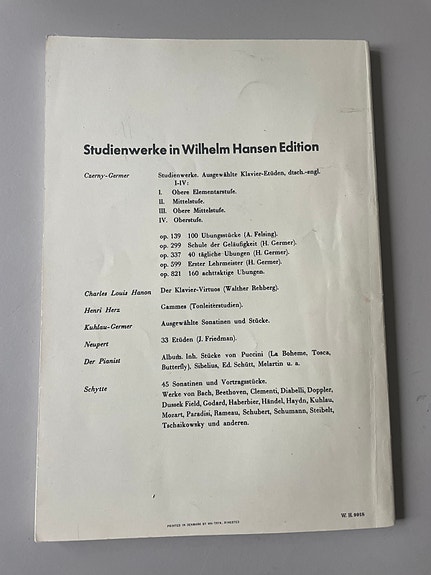 Studienwerke in Wilhelm Hansen Edition
Czerny-Germer Studienwerke. Ausgewählte Klavier-Etüden, dtsch.-engl.
I-IV:
I. Obere Elementarstufe.
II. Mittelstufe.
III. Obere Mittelstufe.
IV. Oberstufe.
op. 139 100 Übungsstücke (A. Felsing).
op. 299 Schule der Geläufigkeit (H. Germer).
op. 337 40 tägliche Übungen (H. Germer).
op. 599 Erster Lehrmeister (H. Germer).
op. 821 160 achttaktige Übungen.
Charles Louis Hanon Der Klavier-Virtuos (Walther Rehberg).
Henri Herz Gammes (Tonleiterstudien).
Kuhlau-Germer Ausgewählte Sonatinen und Stücke.
Neupert 33 Etüden (J. Friedman).
Der Pianist Album. Inh. Stücke von Puccini (La Boheme, Tosca,
Butterfly), Sibelius, Ed. Schütt, Melartin u. a.
Schytte 45 Sonatinen und Vortragsstücke.
Werke von Bach, Beethoven, Clementi, Diabelli, Doppler,
Dussek Field, Godard, Haberbier, Händel, Haydn, Kuhlau,
Mozart, Paradisi, Rameau, Schubert, Schumann, Steibelt,
Tschaikowsky und anderen.
W. H. 991b
PRINTED IN DENMARK BY